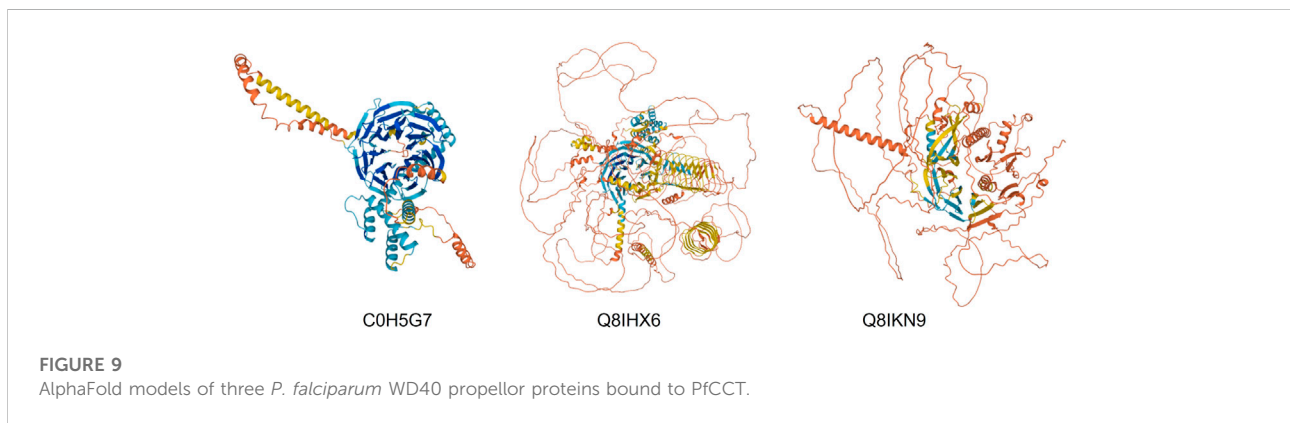 C0H5G7 Q8IHX6 Q8IKN9
FIGURE 9
AlphaFold models of three P. falciparum WD40 propellor proteins bound to PfCCT.